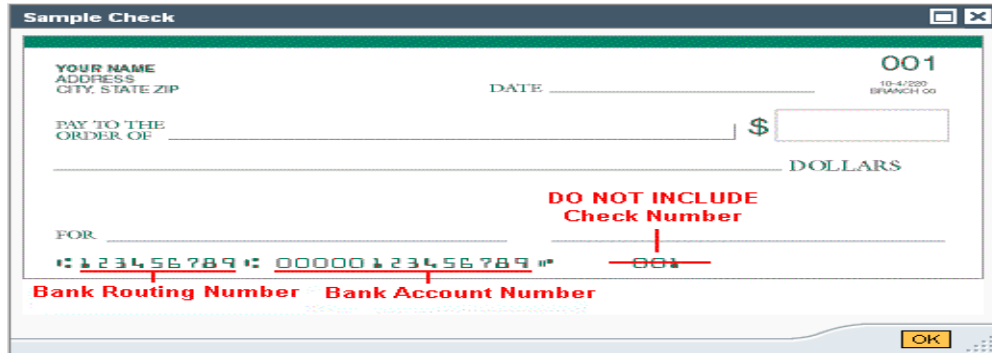 Sample Check
YOUR NAME 001
ADDRESS 10-4/220
CITY, STATE ZIP DATE BRANCH 00
PAY TO THE
ORDER OF $
DOLLARS
DO NOT INCLUDE
Check Number
FOR
⑆123456789⑆ 00000123456789⑈ 001
Bank Routing Number Bank Account Number
OK